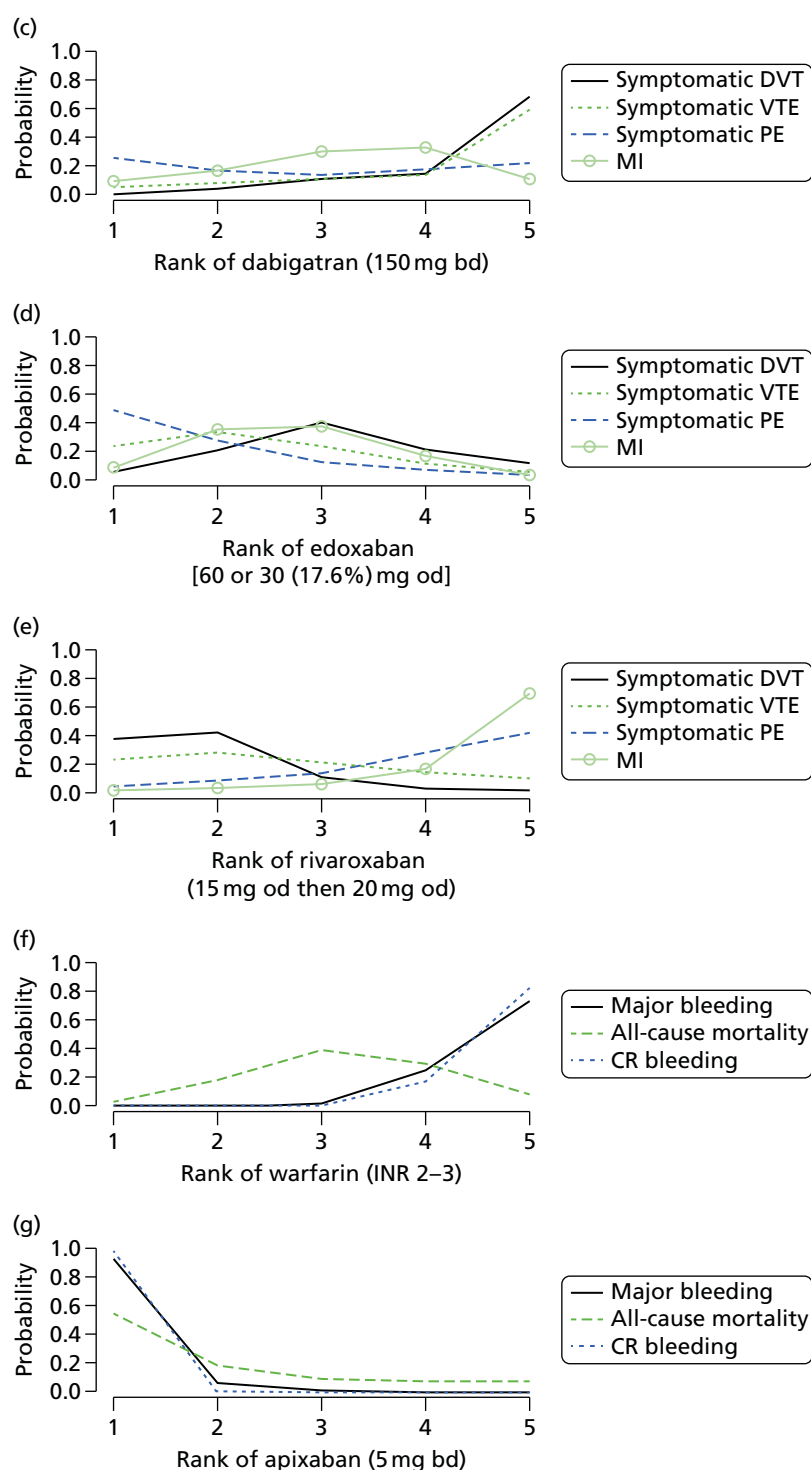 (c)
1.0
0.8
0.6
0.4
0.2
0.0
Probability
1 2 3 4 5
Rank of dabigatran (150 mg bd)
Symptomatic DVT
Symptomatic VTE
Symptomatic PE
MI
(d)
1.0
0.8
0.6
0.4
0.2
0.0
Probability
1 2 3 4 5
Rank of edoxaban
[60 or 30 (17.6%) mg od]
Symptomatic DVT
Symptomatic VTE
Symptomatic PE
MI
(e)
1.0
0.8
0.6
0.4
0.2
0.0
Probability
1 2 3 4 5
Rank of rivaroxaban
(15 mg od then 20 mg od)
Symptomatic DVT
Symptomatic VTE
Symptomatic PE
MI
(f)
1.0
0.8
0.6
0.4
0.2
0.0
Probability
1 2 3 4 5
Rank of warfarin (INR 2–3)
Major bleeding
All-cause mortality
CR bleeding
(g)
1.0
0.8
0.6
0.4
0.2
0.0
Probability
1 2 3 4 5
Rank of apixaban (5 mg bd)
Major bleeding
All-cause mortality
CR bleeding